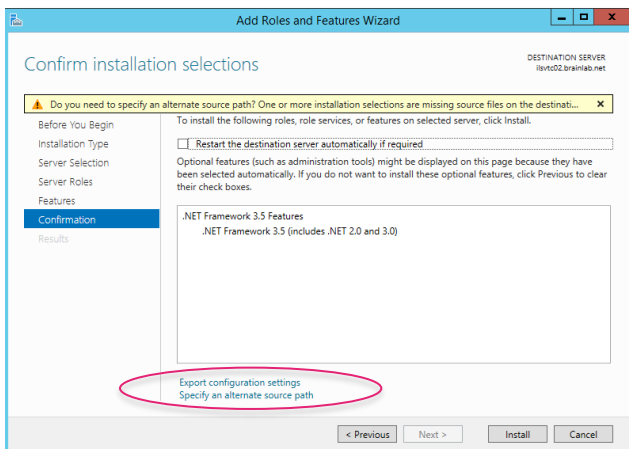 Add Roles and Features Wizard
Confirm installation selections
DESTINATION SERVER
ilsvtc02.brainlab.net
Do you need to specify an alternate source path? One or more installation selections are missing source files on the destinati...
Before You Begin
Installation Type
Server Selection
Server Roles
Features
Confirmation
Results
To install the following roles, role services, or features on selected server, click Install.
Restart the destination server automatically if required
Optional features (such as administration tools) might be displayed on this page because they have
been selected automatically. If you do not want to install these optional features, click Previous to clear
their check boxes.
.NET Framework 3.5 Features
.NET Framework 3.5 (includes .NET 2.0 and 3.0)
Export configuration settings
Specify an alternate source path
< Previous
Next >
Install
Cancel